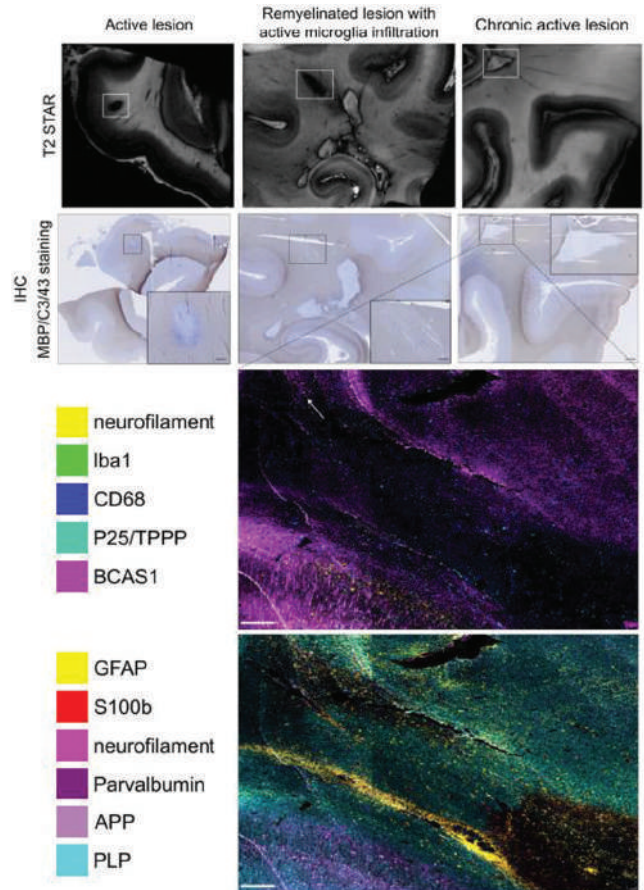 Active lesion
Remyelinated lesion with
active microglia infiltration
Chronic active lesion
T2 STAR
IHC
MBP/C3/43 staining
neurofilament
Iba1
CD68
P25/TPPP
BCAS1
GFAP
S100b
neurofilament
Parvalbumin
APP
PLP